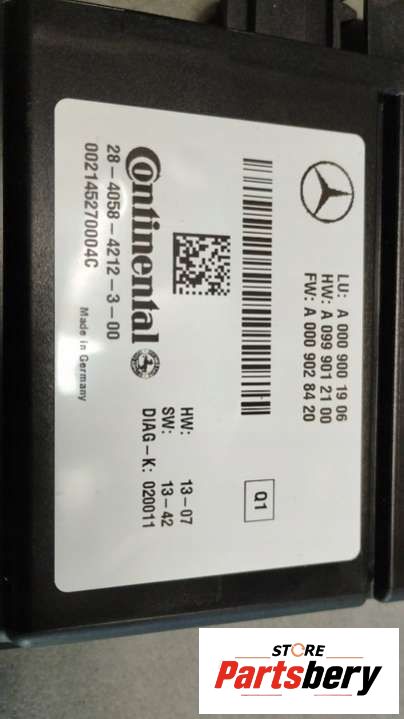 LU: A 000 900 19 06
HW: A 099 901 21 00
FW: A 000 902 84 20
Q1
Continental
28-4058-4212-3-00
002145270004C
Made in Germany
HW: 13-07
SW: 13-42
DIAG-K: 020011
STORE
Partsbery